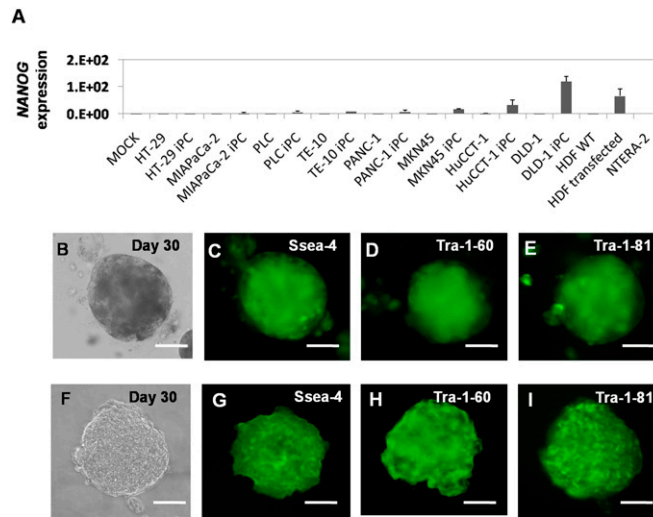 A
NANOG
expression
2.E+02
1.E+02
0.E+00
MOCK
HT-29
HT-29 iPC
MIAPaCa-2
MIAPaCa-2 iPC
PLC
PLC iPC
TE-10
TE-10 iPC
PANC-1
PANC-1 iPC
MKN45
MKN45 iPC
HuCCT-1
HuCCT-1 iPC
DLD-1
DLD-1 iPC
HDF WT
HDF transfected
NTERA-2
B Day 30
C Ssea-4
D Tra-1-60
E Tra-1-81
F Day 30
G Ssea-4
H Tra-1-60
I Tra-1-81